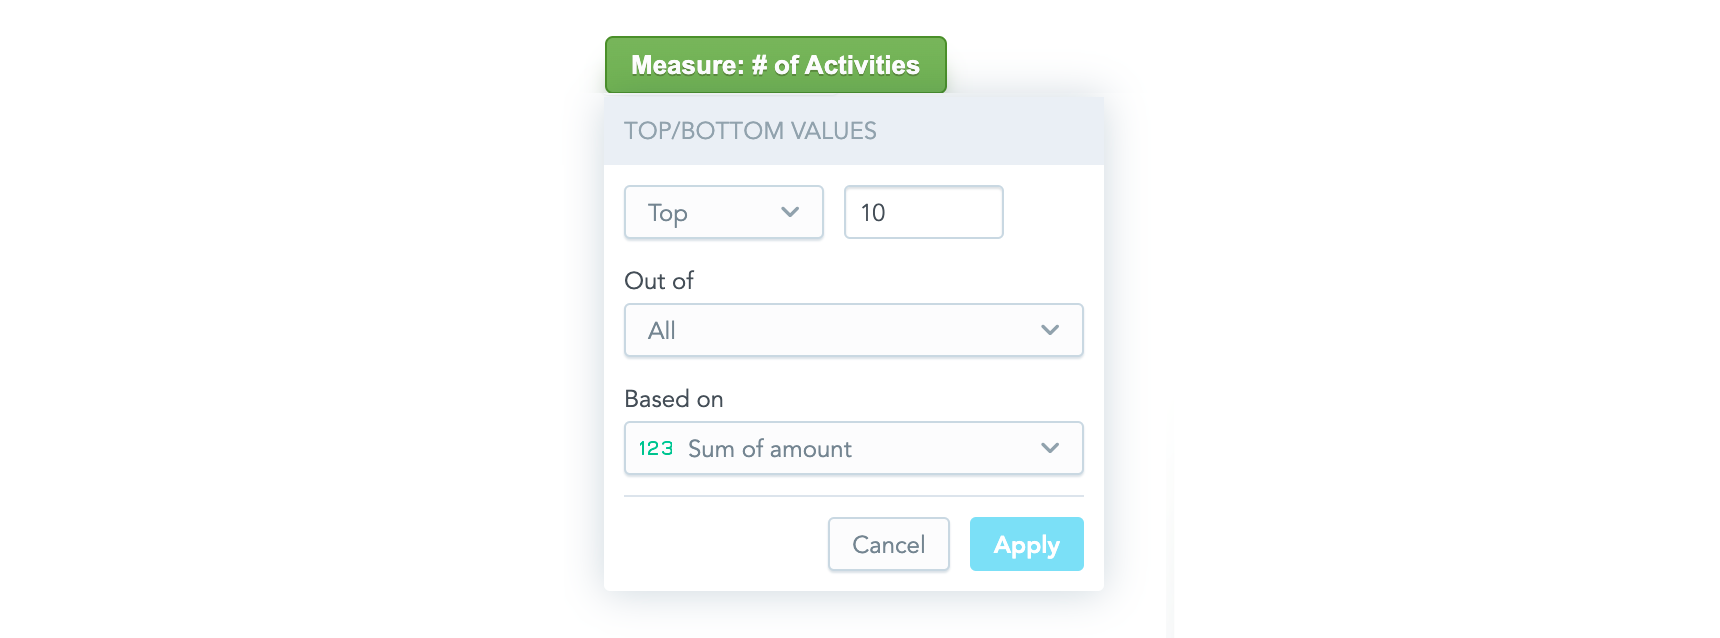 Measure: # of Activities
TOP/BOTTOM VALUES
Top 10
Out of
All
Based on
123 Sum of amount
Cancel Apply